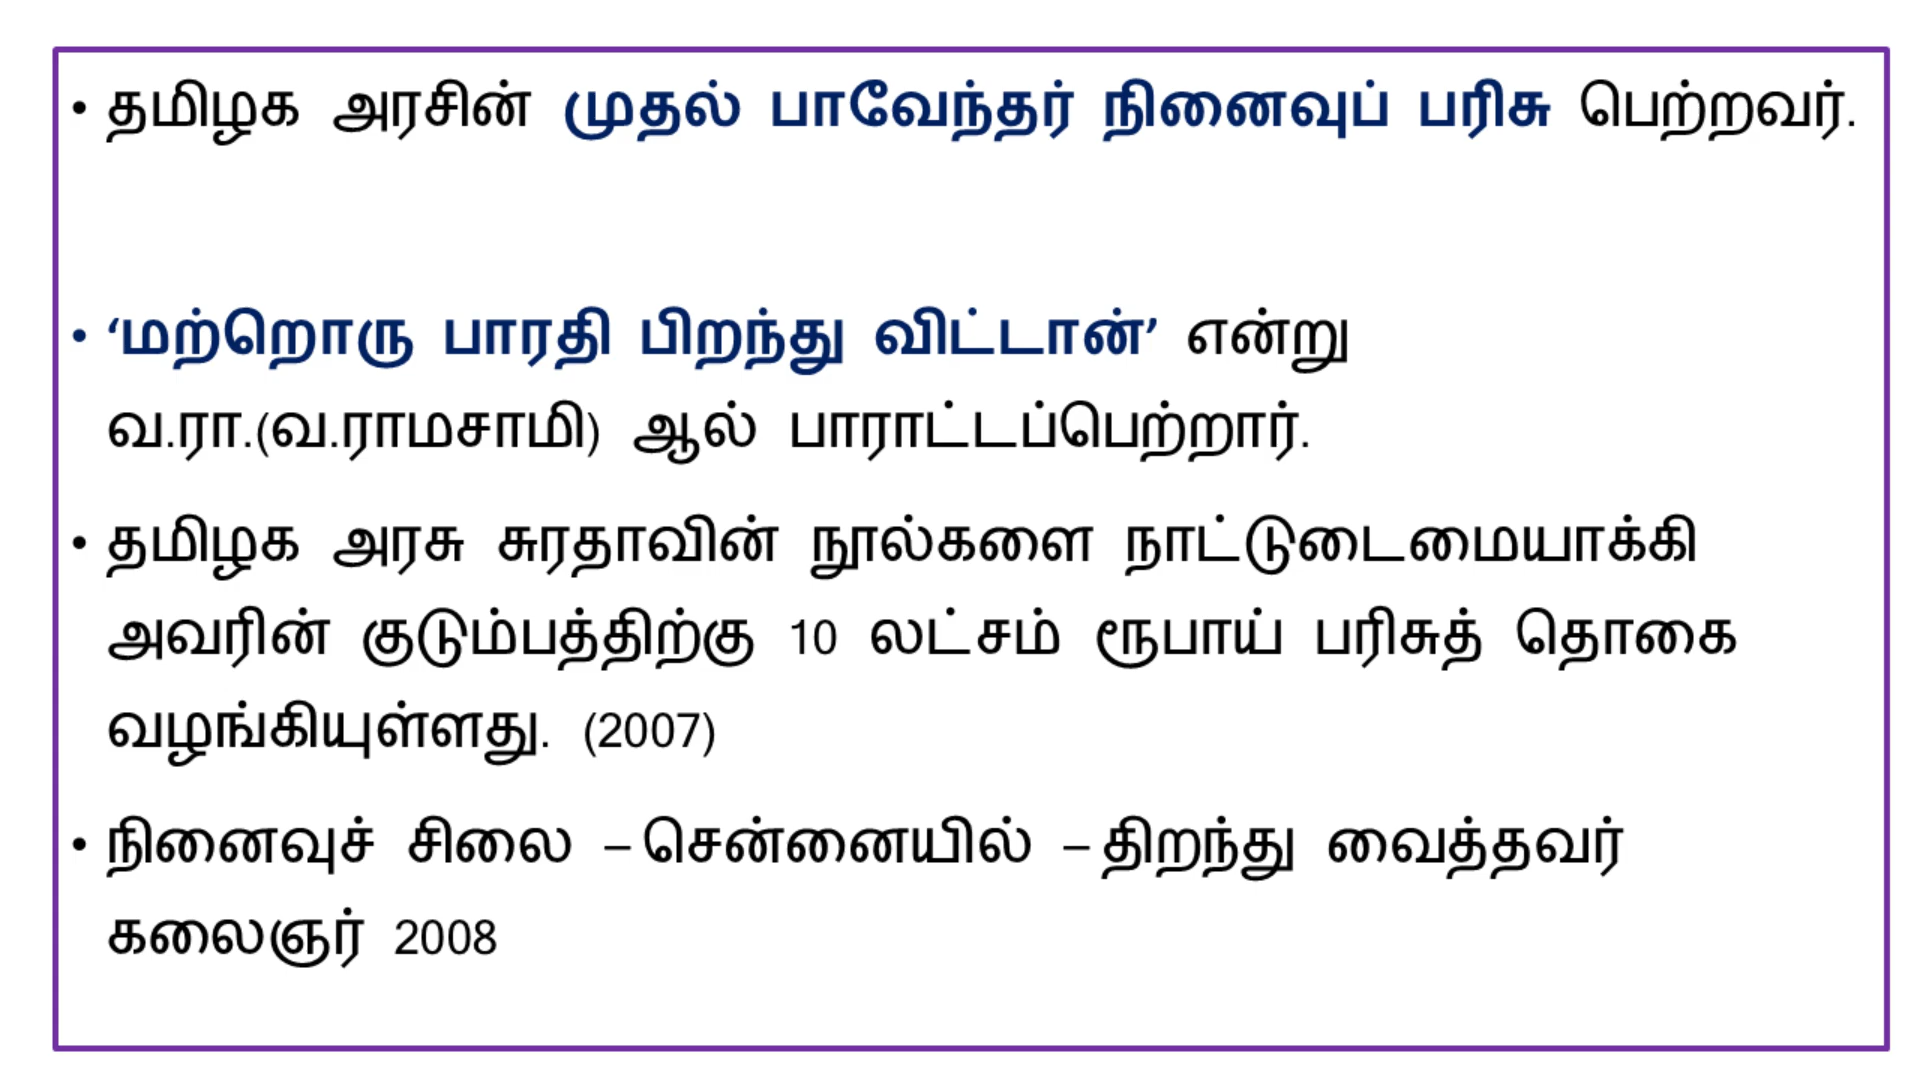 • தமிழக அரசின் முதல் பாவேந்தர் நினைவுப் பரிசு பெற்றவர்.
• ‘மற்றொரு பாரதி பிறந்து விட்டான்’ என்று
வ.ரா.(வ.ராமசாமி) ஆல் பாராட்டப்பெற்றார்.
• தமிழக அரசு சுரதாவின் நூல்களை நாட்டுடைமையாக்கி
அவரின் குடும்பத்திற்கு 10 லட்சம் ரூபாய் பரிசுத் தொகை
வழங்கியுள்ளது. (2007)
• நினைவுச் சிலை – சென்னையில் – திறந்து வைத்தவர்
கலைஞர் 2008